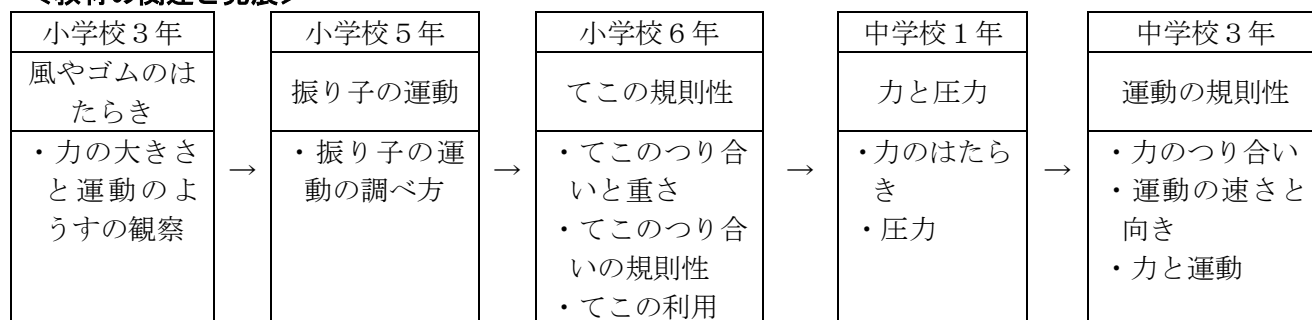 ＜教材の関連と発展＞
小学校３年
風やゴムのは
たらき
・力の大きさ
と運動のよ
うすの観察
→
小学校５年
振り子の運動
・振り子の運
動の調べ方
→
小学校６年
てこの規則性
・てこのつり合
いと重さ
・てこのつり合
いの規則性
・てこの利用
→
中学校１年
力と圧力
・力のはたら
き
・圧力
→
中学校３年
運動の規則性
・力のつり合い
・運動の速さと
向き
・力と運動